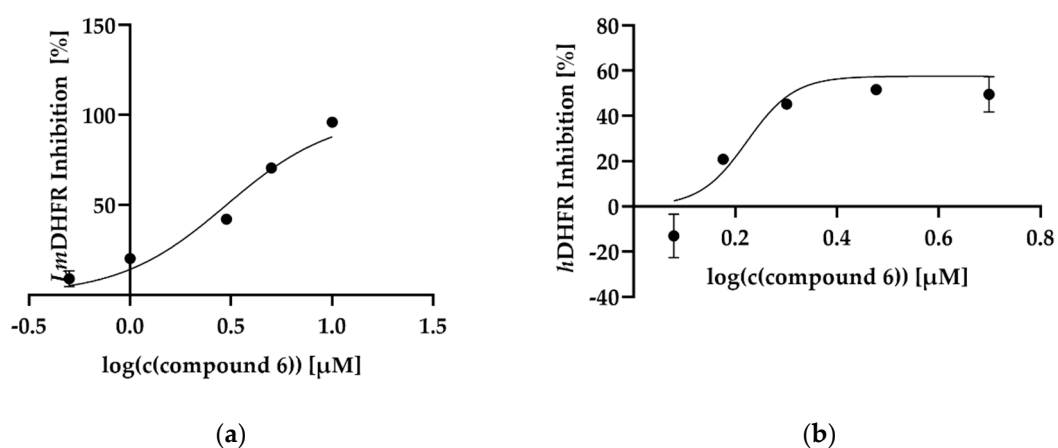 150
100
50
LmDHFR Inhibition [%]
-0.5 0.0 0.5 1.0 1.5
log(c(compound 6)) [μM]
(a)
80
60
40
20
0
-20
-40
hDHFR Inhibition [%]
0.2 0.4 0.6 0.8
log(c(compound 6)) [μM]
(b)